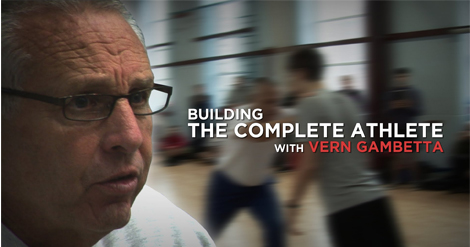 BUILDING
THE COMPLETE ATHLETE
WITH VERN GAMBETTA